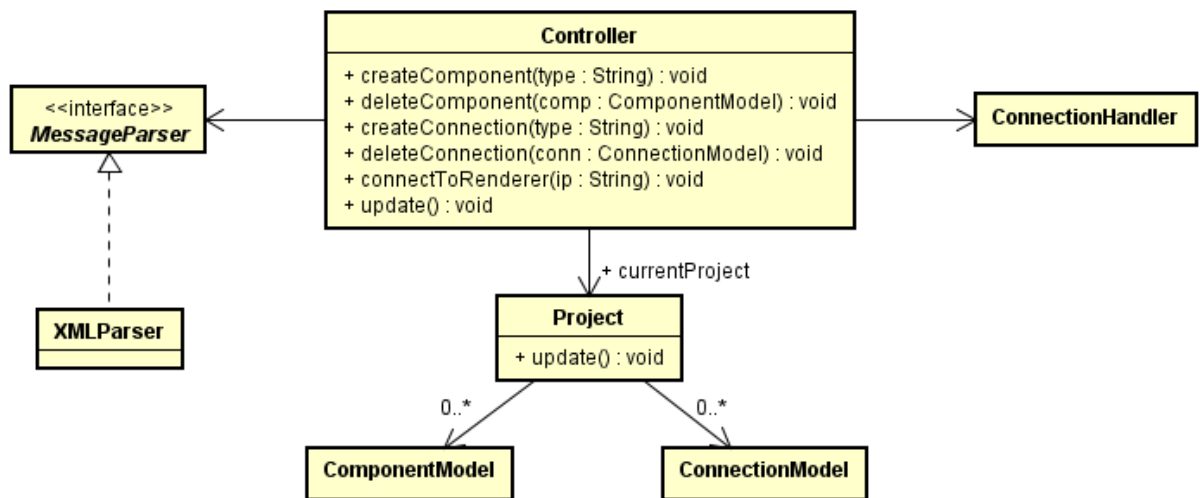 Controller
+ createComponent(type : String) : void
+ deleteComponent(comp : ComponentModel) : void
+ createConnection(type : String) : void
+ deleteConnection(conn : ConnectionModel) : void
+ connectToRenderer(ip : String) : void
+ update() : void
<<interface>>
MessageParser
ConnectionHandler
+ currentProject
XMLParser
Project
+ update() : void
0..*
0..*
ComponentModel
ConnectionModel